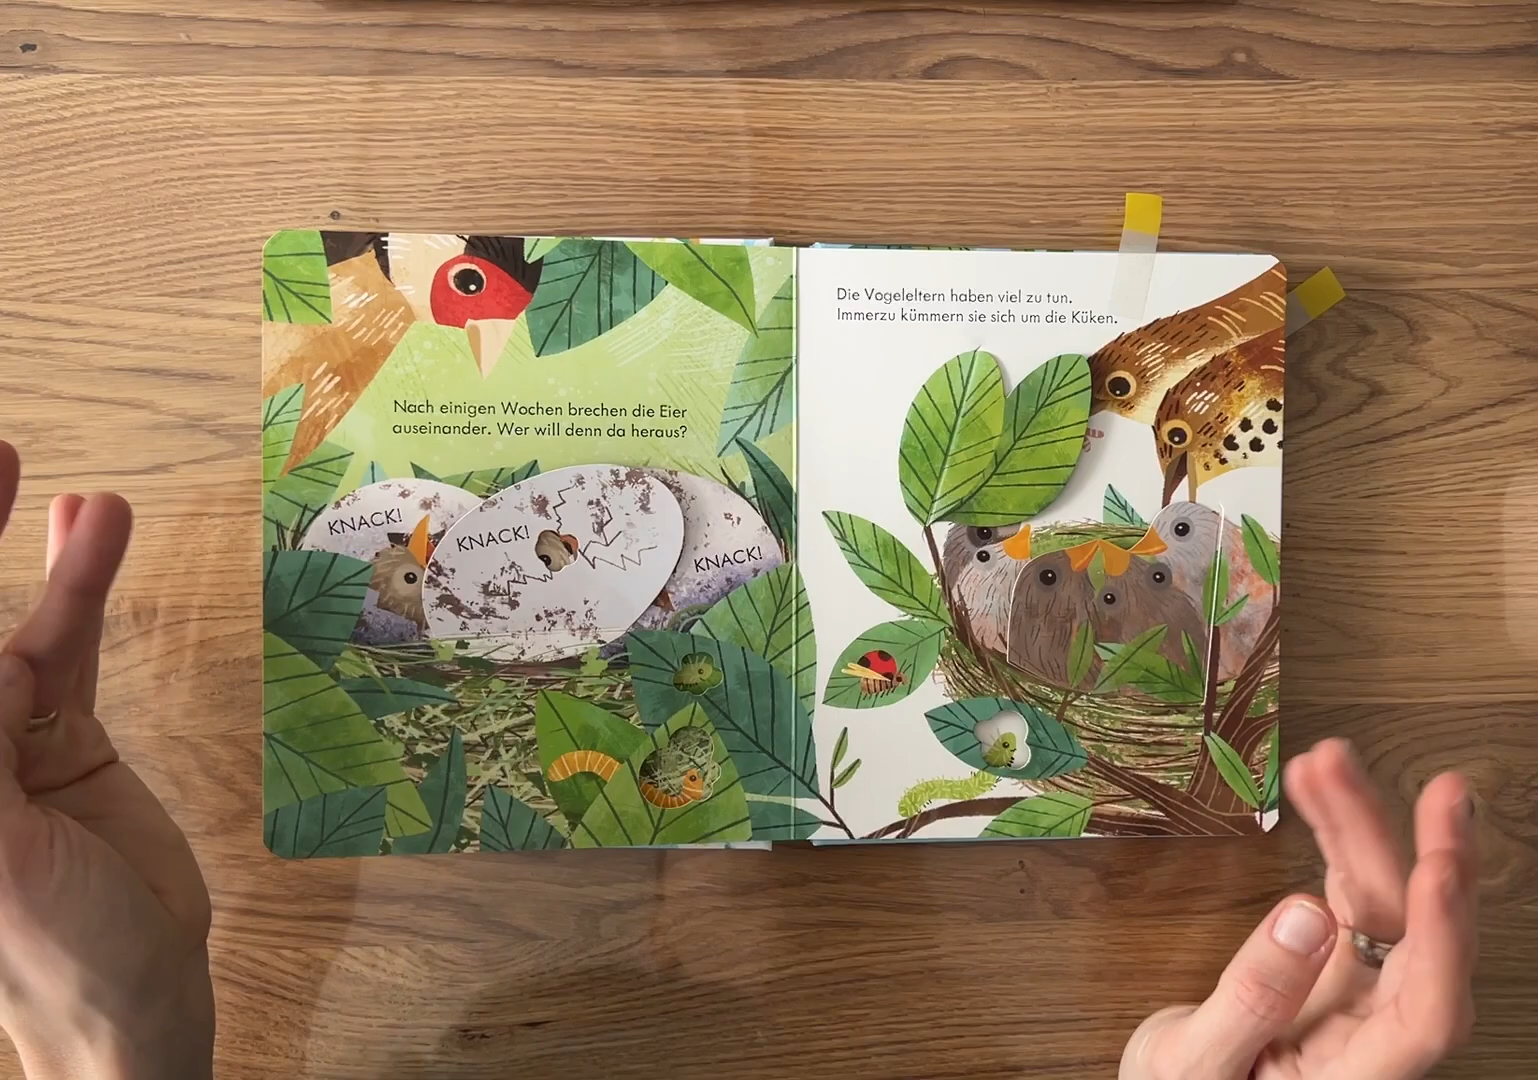 Nach einigen Wochen brechen die Eier
auseinander. Wer will denn da heraus?
KNACK!
KNACK!
KNACK!
Die Vogeleltern haben viel zu tun.
Immerzu kümmern sie sich um die Küken.